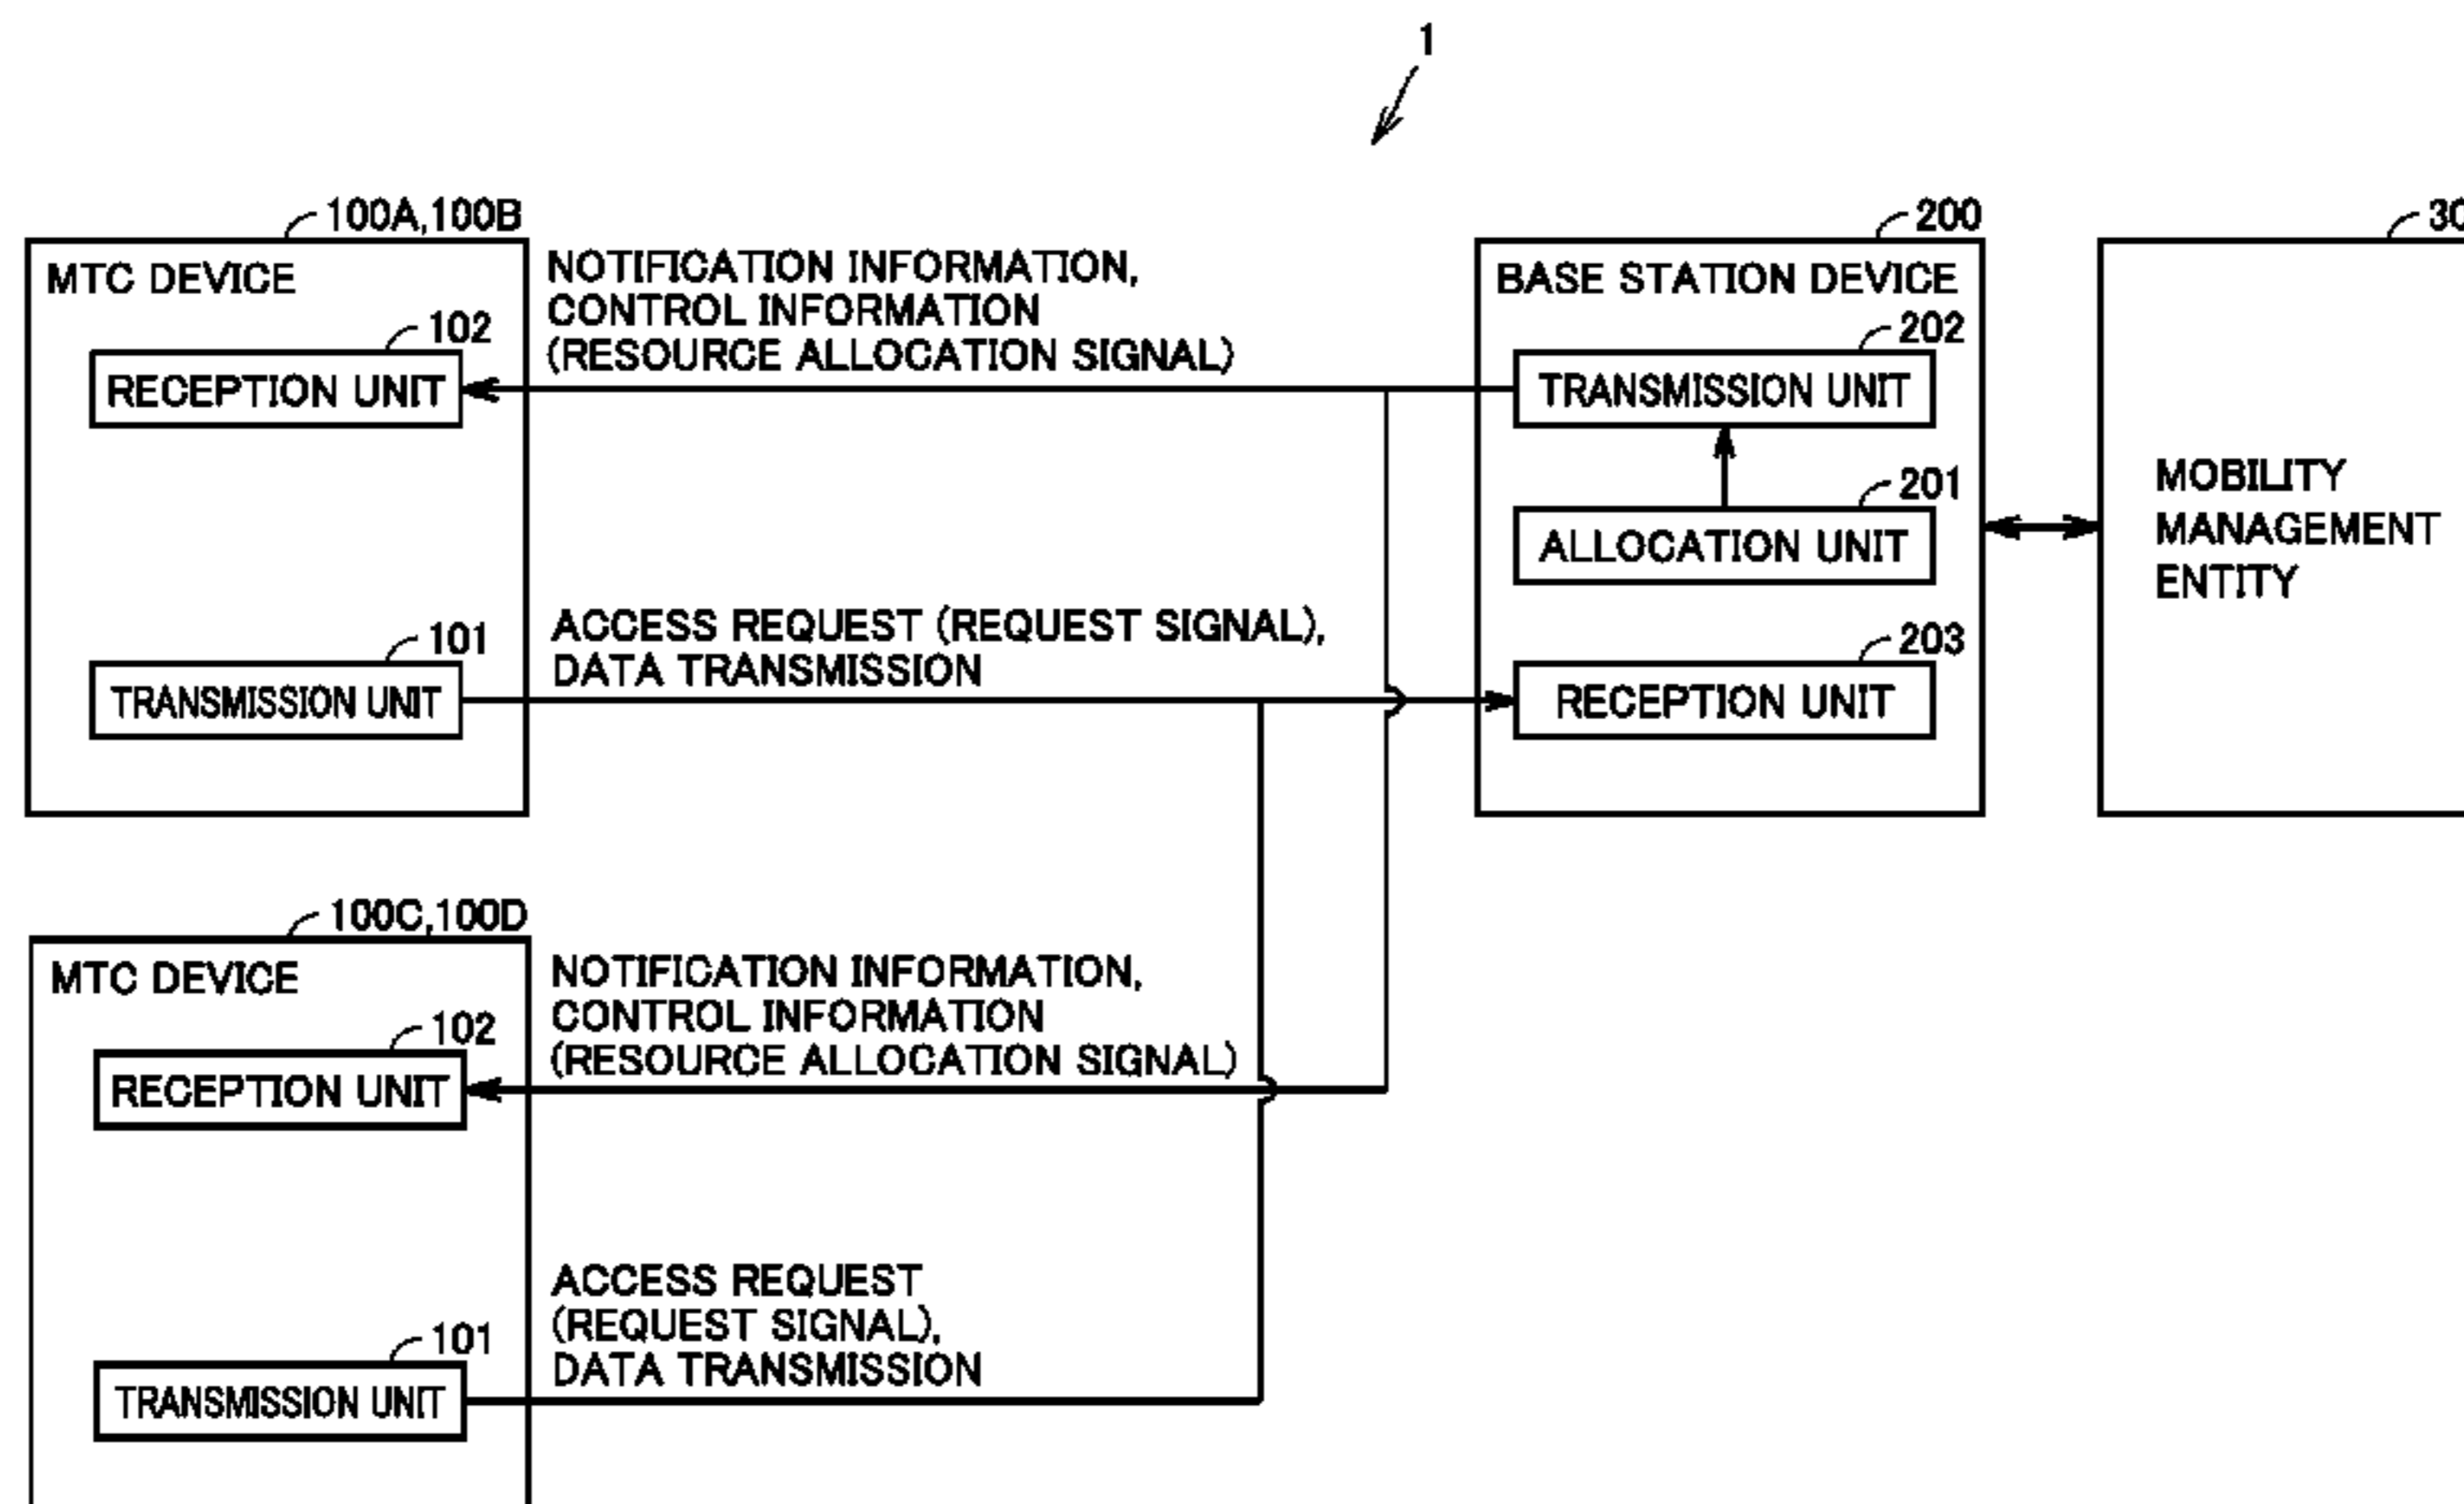 1
100A,100B
MTC DEVICE
102
RECEPTION UNIT
101
TRANSMISSION UNIT
NOTIFICATION INFORMATION,
CONTROL INFORMATION
(RESOURCE ALLOCATION SIGNAL)
ACCESS REQUEST (REQUEST SIGNAL),
DATA TRANSMISSION
200
BASE STATION DEVICE
202
TRANSMISSION UNIT
201
ALLOCATION UNIT
203
RECEPTION UNIT
MOBILITY
MANAGEMENT
ENTITY
100C,100D
MTC DEVICE
102
RECEPTION UNIT
101
TRANSMISSION UNIT
NOTIFICATION INFORMATION,
CONTROL INFORMATION
(RESOURCE ALLOCATION SIGNAL)
ACCESS REQUEST
(REQUEST SIGNAL),
DATA TRANSMISSION